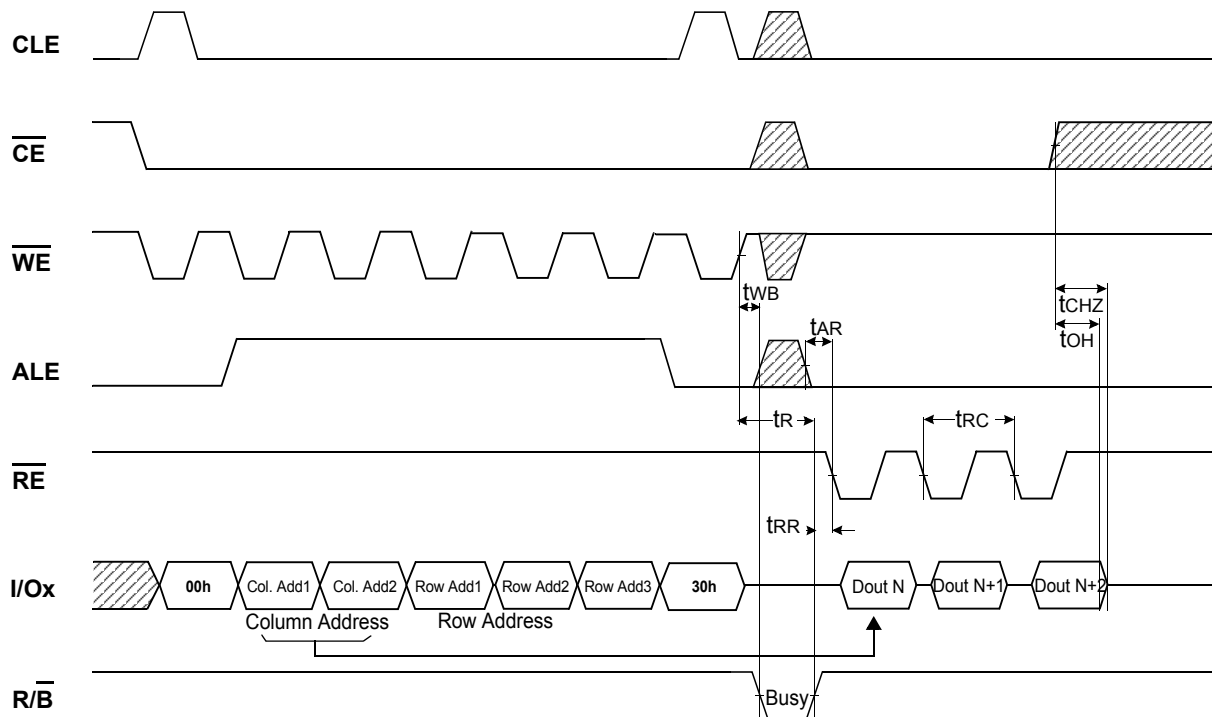 CLE
CE
WE
tWB
tCHZ
tAR
tOH
ALE
tR
tRC
RE
tRR
I/Ox
00h
Col. Add1
Col. Add2
Row Add1
Row Add2
Row Add3
30h
Dout N
Dout N+1
Dout N+2
Column Address
Row Address
R/B
Busy